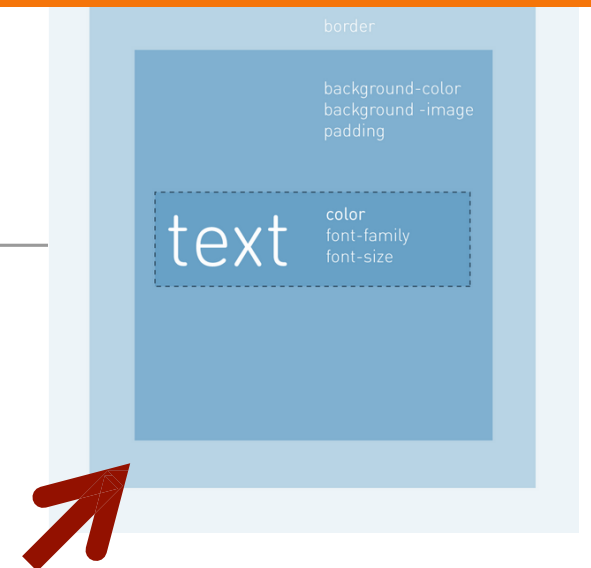 border
background-color
background -image
padding
text
color
font-family
font-size